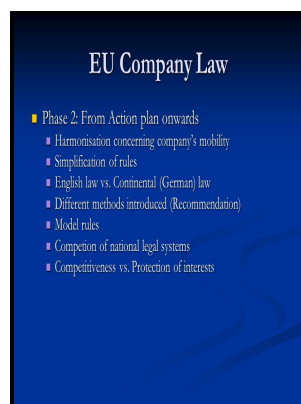 EU Company Law
Phase 2: From Action plan onwards
Harmonisation concerning company's mobility
Simplification of rules
English law vs. Continental (German) law
Different methods introduced (Recommendation)
Model rules
Competion of national legal systems
Competitiveness vs. Protection of interests